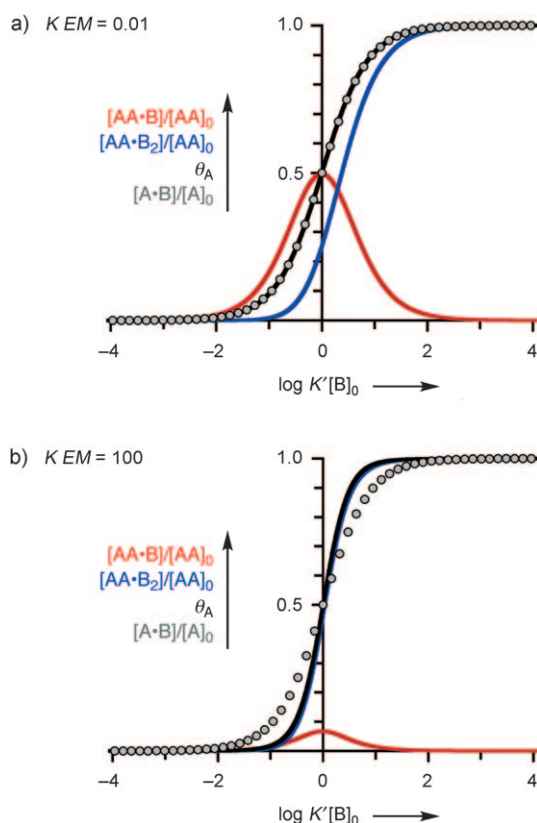 a) K EM = 0.01
[AA•B]/[AA]₀
[AA•B₂]/[AA]₀
θ_A
[A•B]/[A]₀
1.0
0.5
−4 −2 0 2 4
log K'[B]₀
b) K EM = 100
[AA•B]/[AA]₀
[AA•B₂]/[AA]₀
θ_A
[A•B]/[A]₀
1.0
0.5
−4 −2 0 2 4
log K'[B]₀